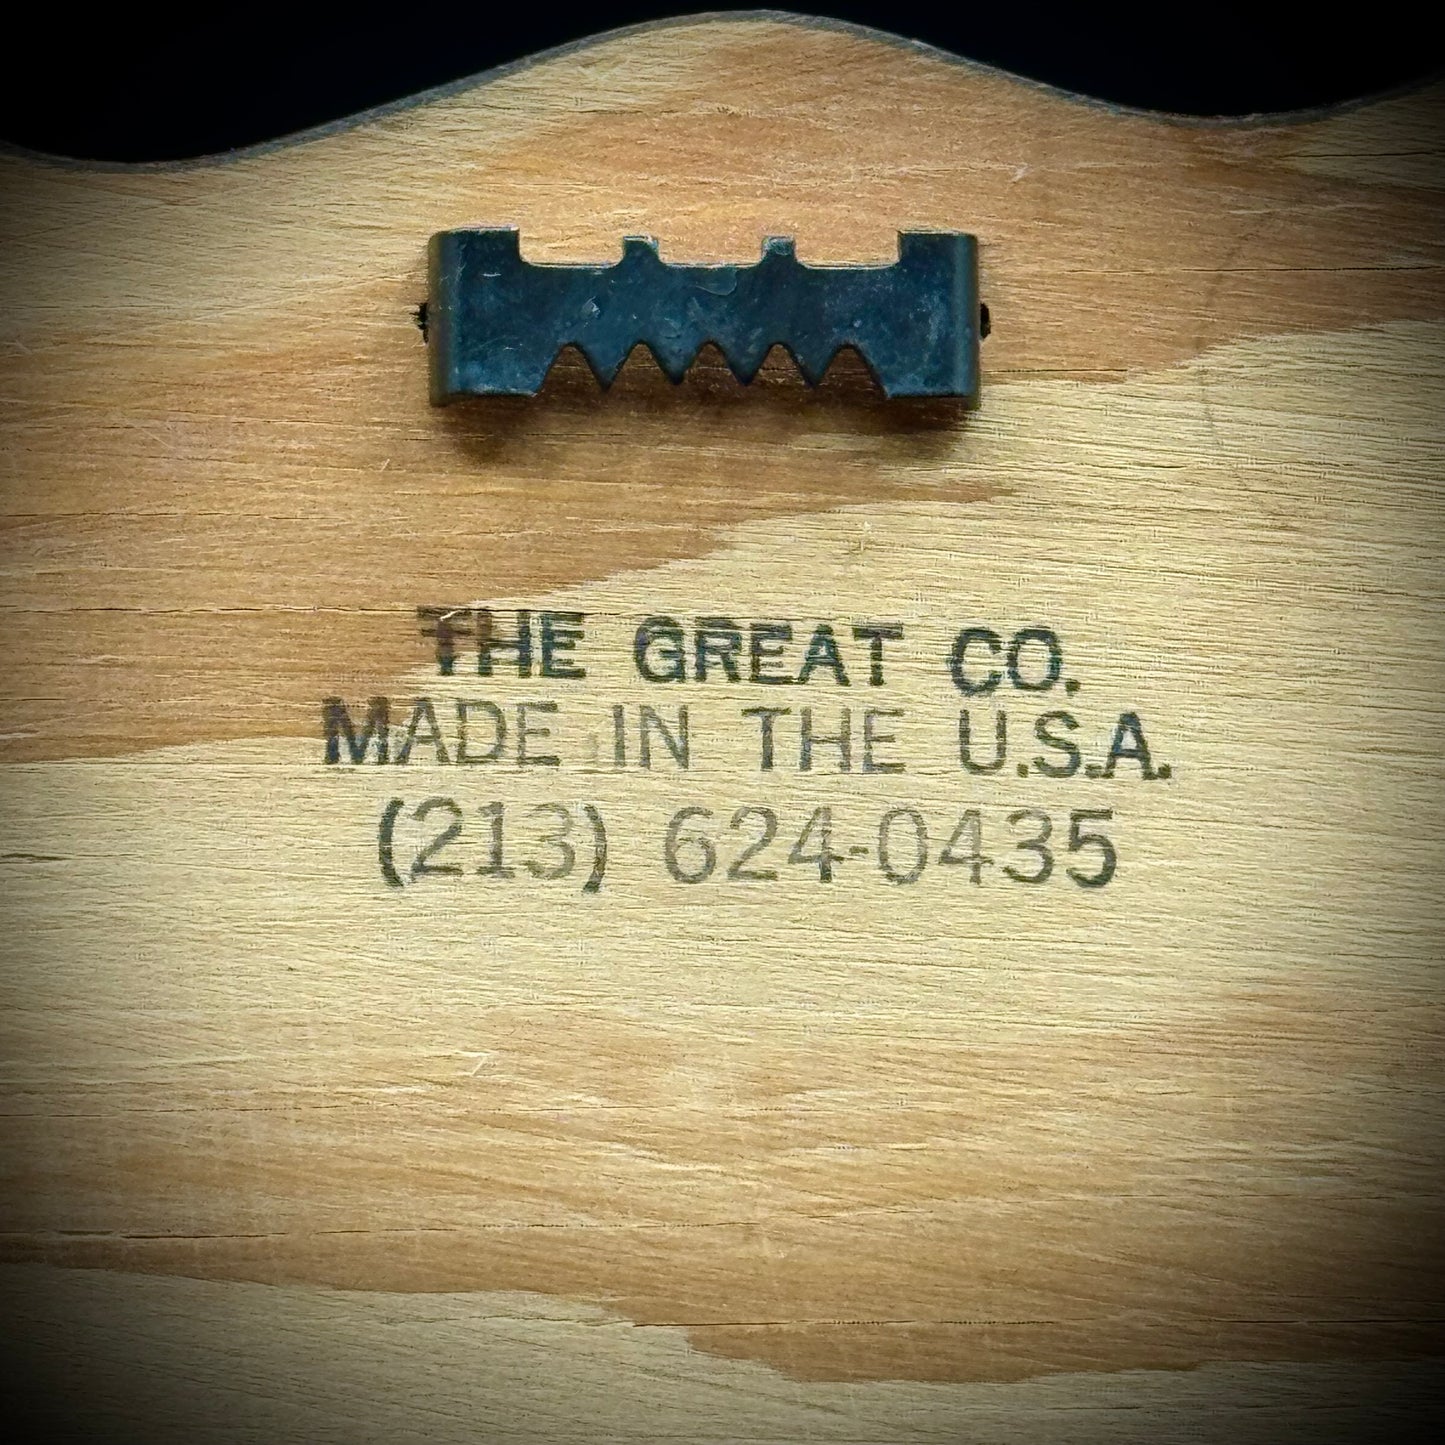 THE GREAT CO.
MADE IN THE U.S.A.
(213) 624-0435